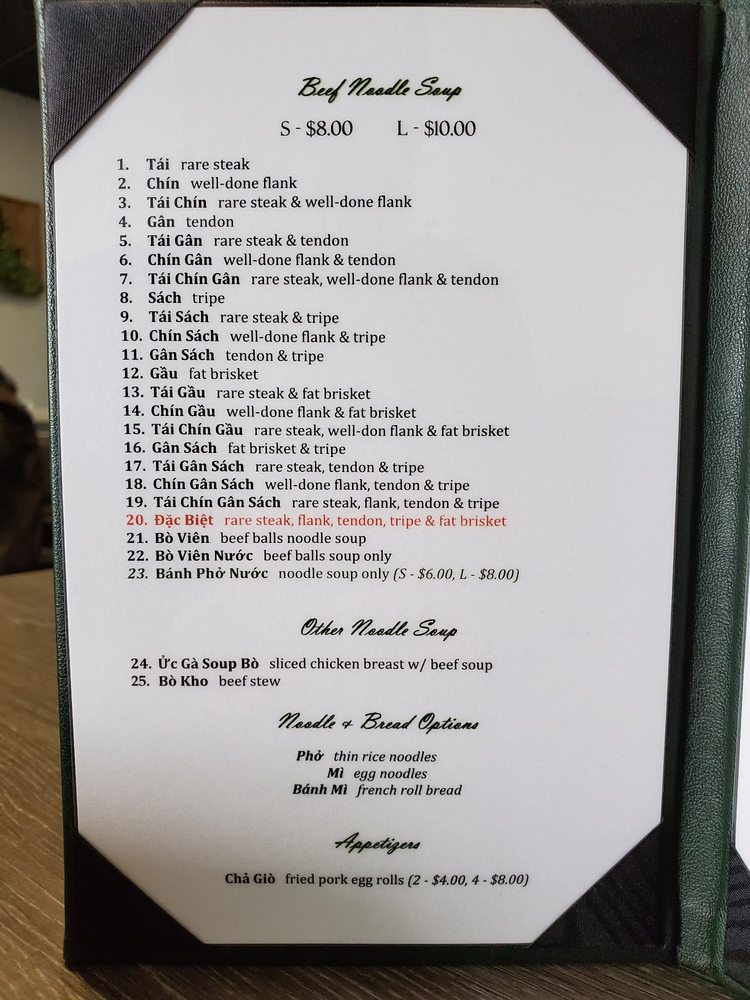 Beef Noodle Soup
S - $8.00 L - $10.00
1. Tái rare steak
2. Chín well-done flank
3. Tái Chín rare steak & well-done flank
4. Gân tendon
5. Tái Gân rare steak & tendon
6. Chín Gân well-done flank & tendon
7. Tái Chín Gân rare steak, well-done flank & tendon
8. Sách tripe
9. Tái Sách rare steak & tripe
10. Chín Sách well-done flank & tripe
11. Gân Sách tendon & tripe
12. Gầu fat brisket
13. Tái Gầu rare steak & fat brisket
14. Chín Gầu well-done flank & fat brisket
15. Tái Chín Gầu rare steak, well-don flank & fat brisket
16. Gân Sách fat brisket & tripe
17. Tái Gân Sách rare steak, tendon & tripe
18. Chín Gân Sách well-done flank, tendon & tripe
19. Tái Chín Gân Sách rare steak, flank, tendon & tripe
20. Đặc Biệt rare steak, flank, tendon, tripe & fat brisket
21. Bò Viên beef balls noodle soup
22. Bò Viên Nước beef balls soup only
23. Bánh Phở Nước noodle soup only (S - $6.00, L - $8.00)
Other Noodle Soup
24. Ức Gà Soup Bò sliced chicken breast w/ beef soup
25. Bò Kho beef stew
Noodle & Bread Options
Phở thin rice noodles
Mì egg noodles
Bánh Mì french roll bread
Appetizers
Chả Giò fried pork egg rolls (2 - $4.00, 4 - $8.00)